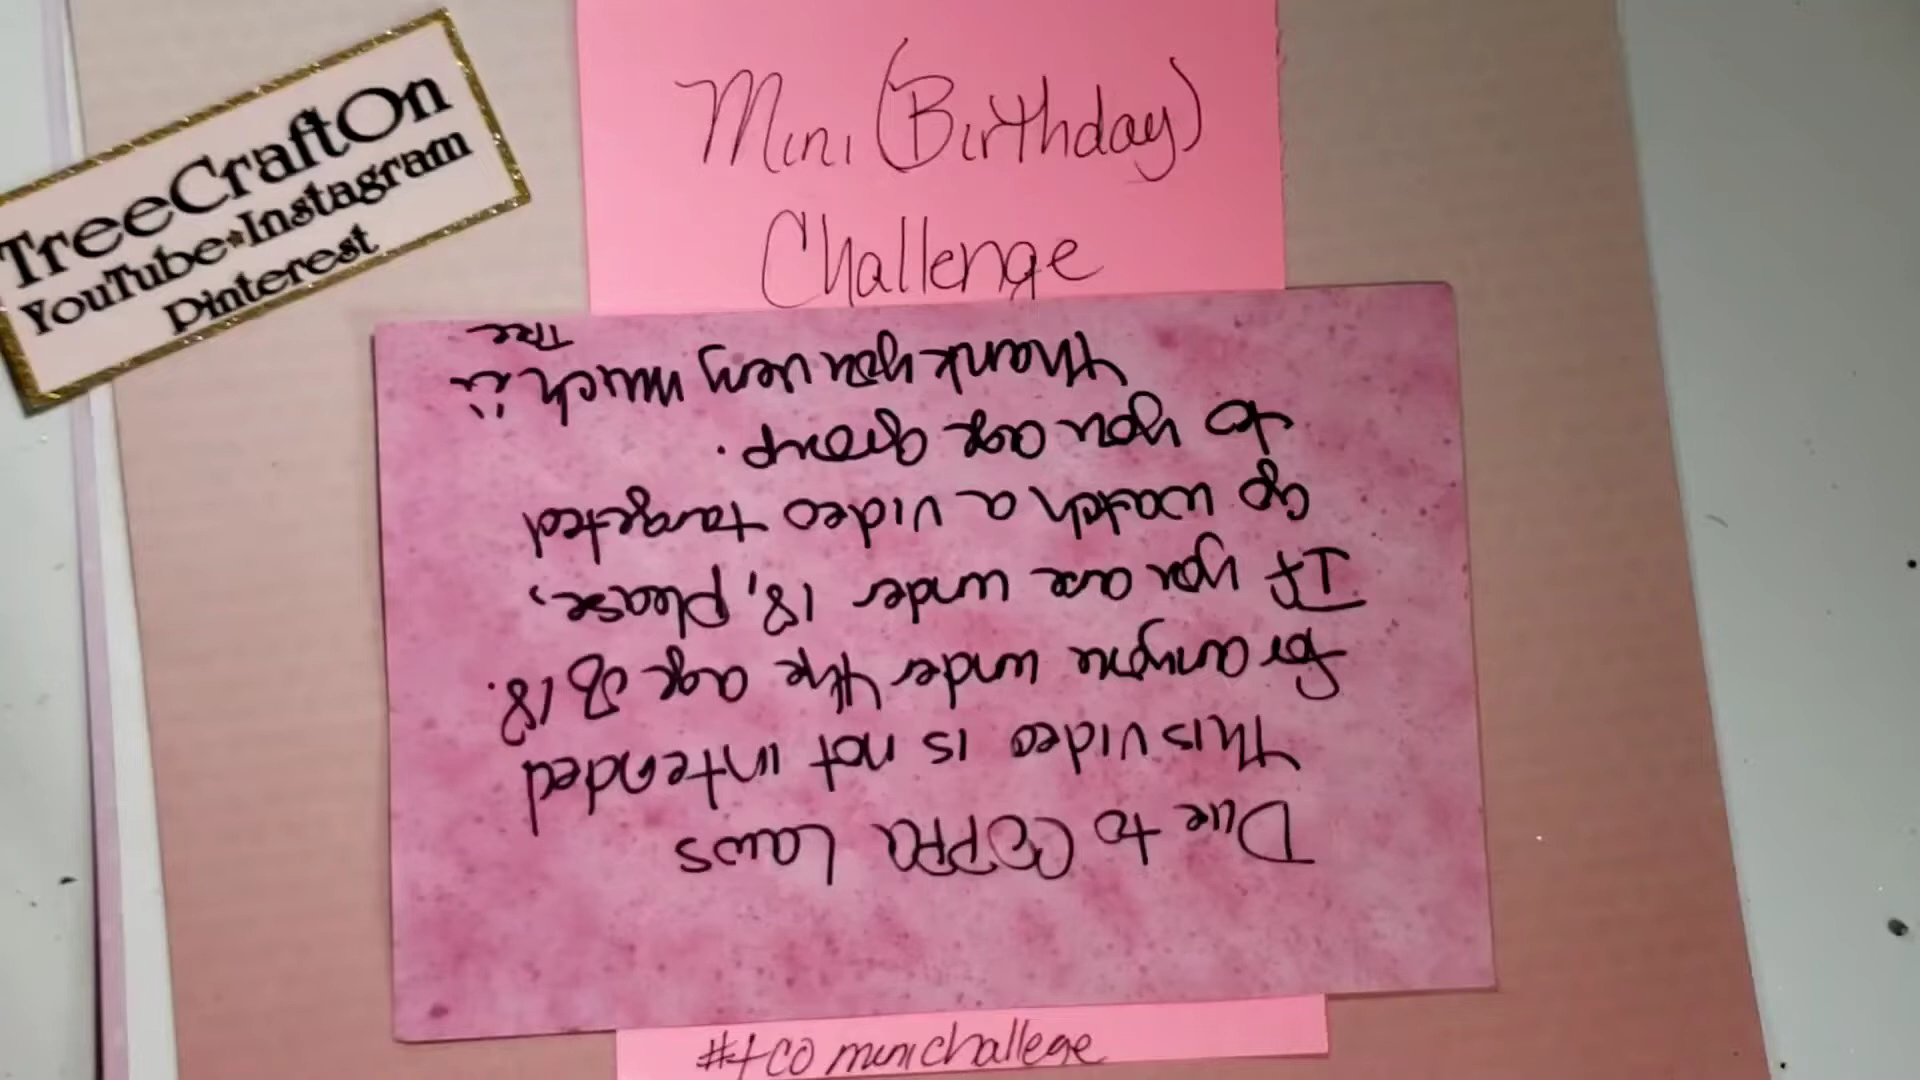 TreeCraftOn
YouTube•Instagram
Pinterest
Mini (Birthday)
Challenge
Due to COPPA Laws
This video is not intended
for anyone under the age of 18.
If you are under 18, please,
Go watch a video targeted
to you age group.
Thank you very much ü
Tree
#tco minichallege